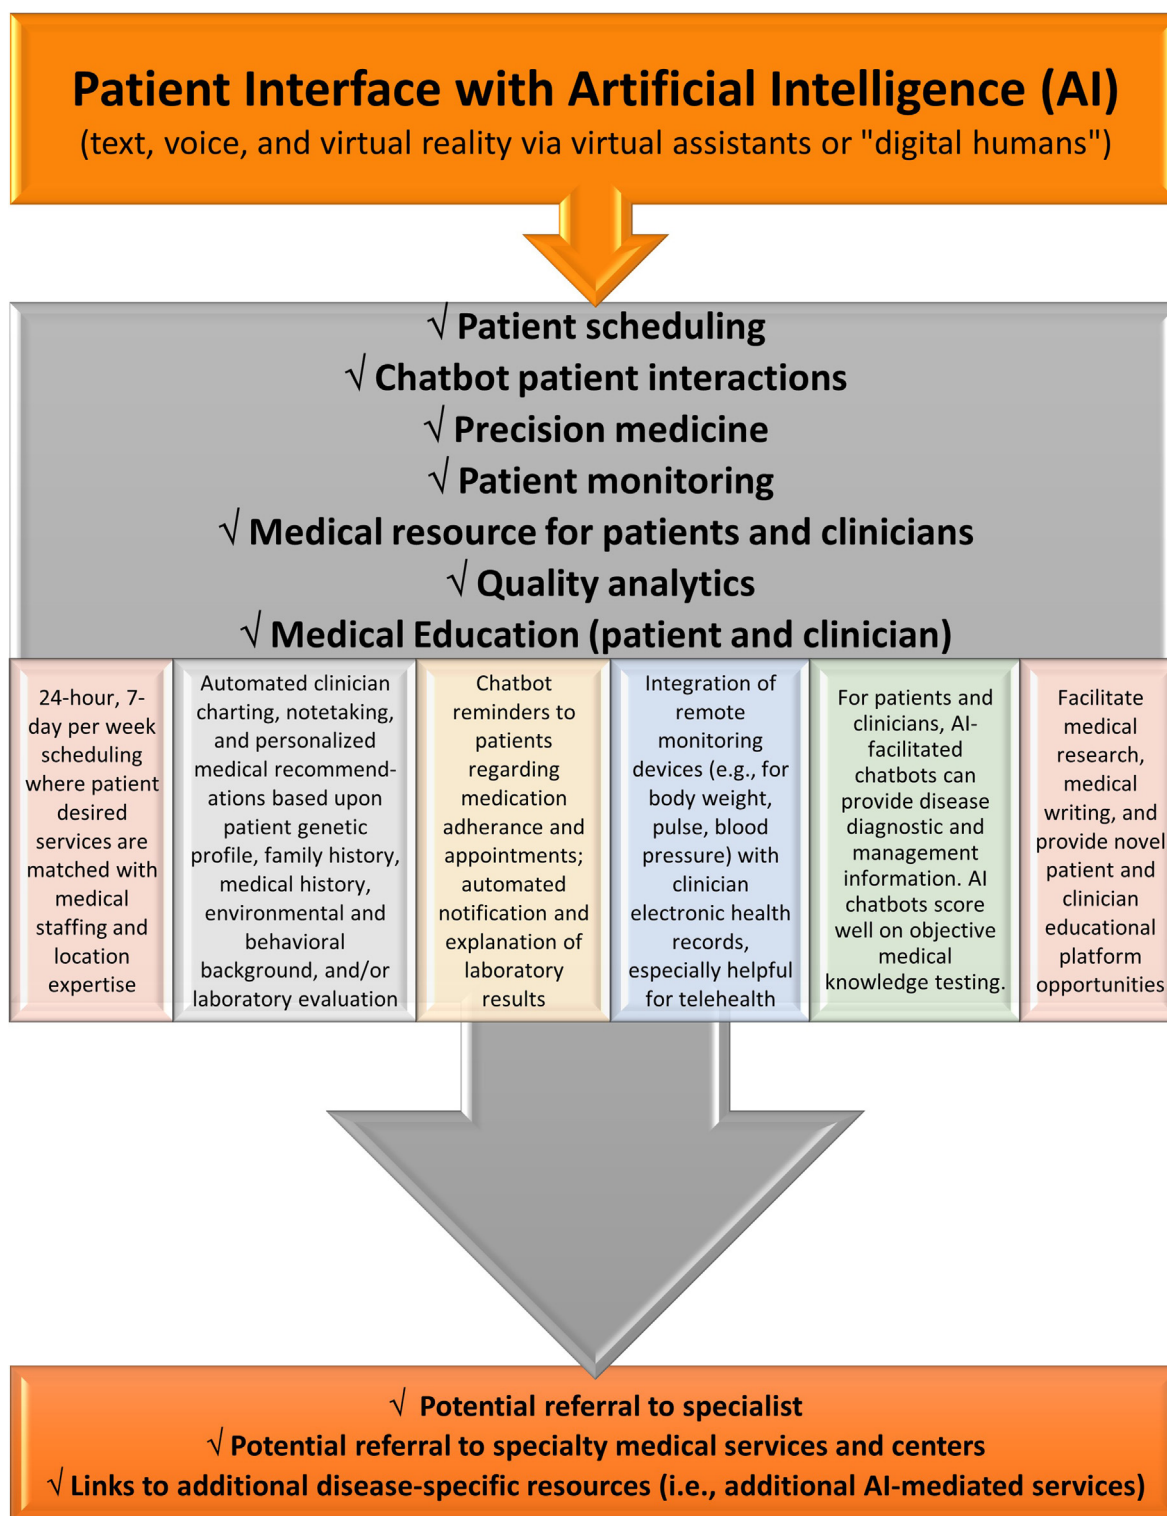 Patient Interface with Artificial Intelligence (AI)
(text, voice, and virtual reality via virtual assistants or "digital humans")
√ Patient scheduling
√ Chatbot patient interactions
√ Precision medicine
√ Patient monitoring
√ Medical resource for patients and clinicians
√ Quality analytics
√ Medical Education (patient and clinician)
24-hour, 7-
day per week
scheduling
where patient
desired
services are
matched with
medical
staffing and
location
expertise
Automated clinician
charting, notetaking,
and personalized
medical recommend-
ations based upon
patient genetic
profile, family history,
medical history,
environmental and
behavioral
background, and/or
laboratory evaluation
Chatbot
reminders to
patients
regarding
medication
adherance and
appointments;
automated
notification and
explanation of
laboratory
results
Integration of
remote
monitoring
devices (e.g., for
body weight,
pulse, blood
pressure) with
clinician
electronic health
records,
especially helpful
for telehealth
For patients and
clinicians, AI-
facilitated
chatbots can
provide disease
diagnostic and
management
information. AI
chatbots score
well on objective
medical
knowledge testing.
Facilitate
medical
research,
medical
writing, and
provide novel
patient and
clinician
educational
platform
opportunities
√ Potential referral to specialist
√ Potential referral to specialty medical services and centers
√ Links to additional disease-specific resources (i.e., additional AI-mediated services)